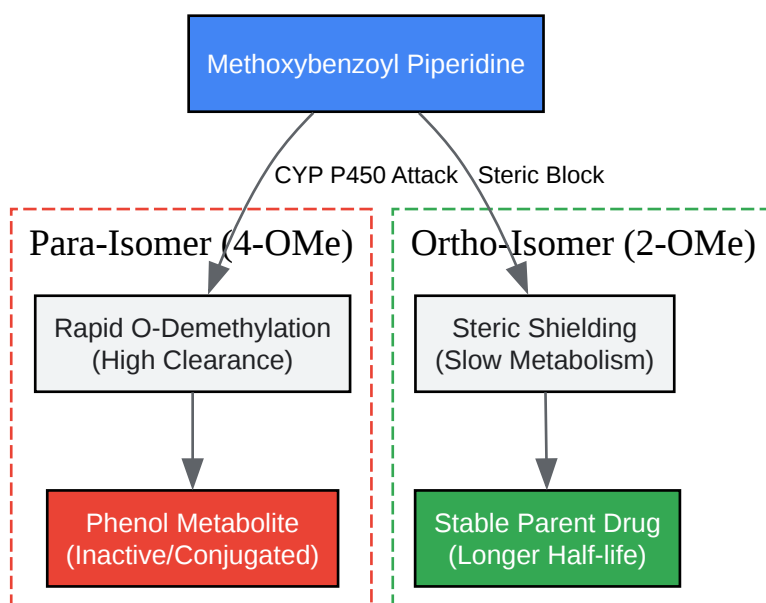 Methoxybenzoyl Piperidine
CYP P450 Attack
Steric Block
Para-Isomer (4-OMe)
Ortho-Isomer (2-OMe)
Rapid O-Demethylation
(High Clearance)
Steric Shielding
(Slow Metabolism)
Phenol Metabolite
(Inactive/Conjugated)
Stable Parent Drug
(Longer Half-life)